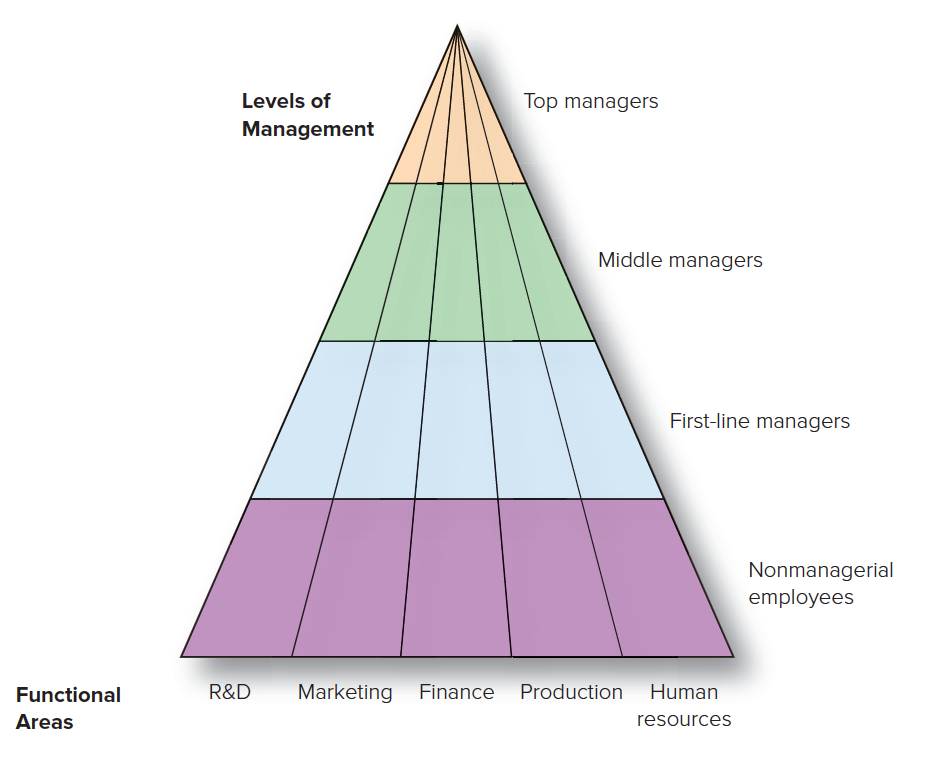 Levels of
Management
Top managers
Middle managers
First-line managers
Nonmanagerial
employees
Functional
Areas
R&D
Marketing
Finance
Production
Human
resources